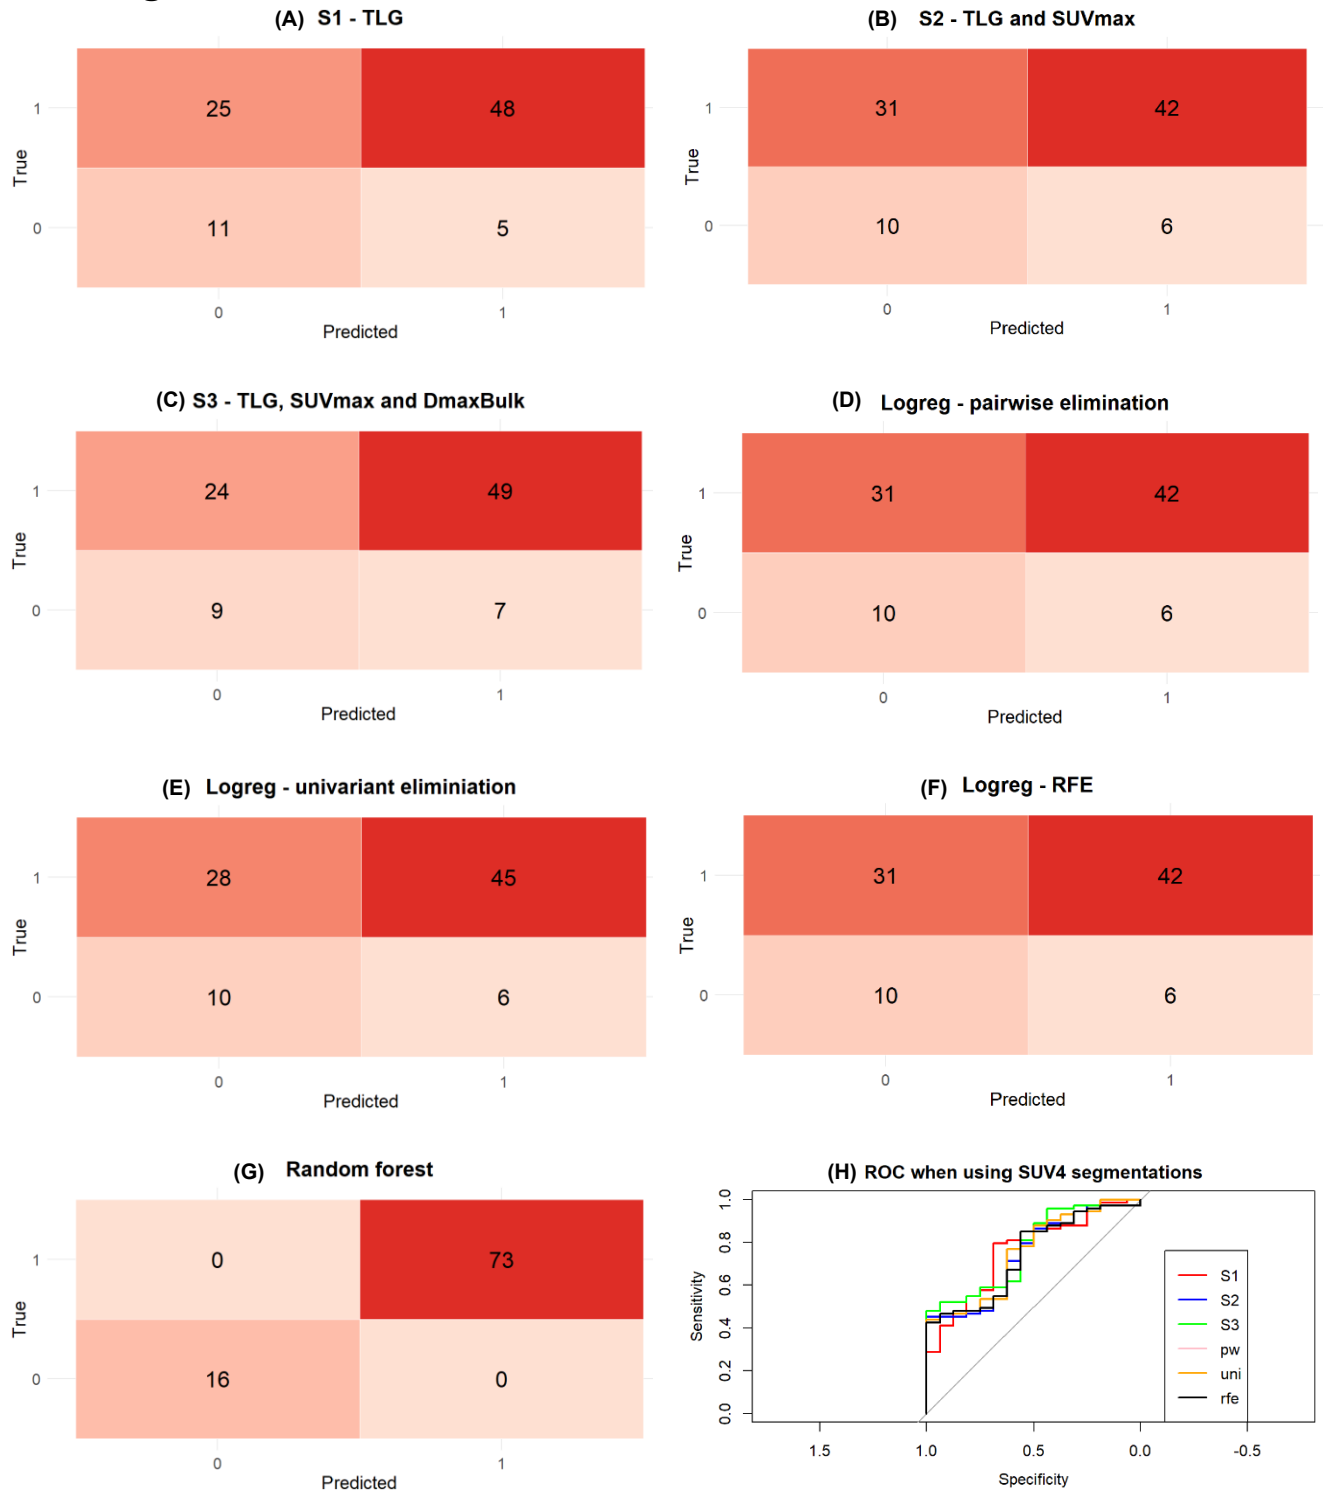 (A) S1 - TLG
1
25
48
True
0
11
5
0
1
Predicted
(B) S2 - TLG and SUVmax
1
31
42
True
0
10
6
0
1
Predicted
(C) S3 - TLG, SUVmax and DmaxBulk
1
24
49
True
0
9
7
0
1
Predicted
(D) Logreg - pairwise elimination
1
31
42
True
0
10
6
0
1
Predicted
(E) Logreg - univariant eliminiation
1
28
45
True
0
10
6
0
1
Predicted
(F) Logreg - RFE
1
31
42
True
0
10
6
0
1
Predicted
(G) Random forest
1
0
73
True
0
16
0
0
1
Predicted
(H) ROC when using SUV4 segmentations
1.0
0.8
0.6
0.4
0.2
0.0
Sensitivity
S1
S2
S3
pw
uni
rfe
1.5
1.0
0.5
0.0
-0.5
Specificity